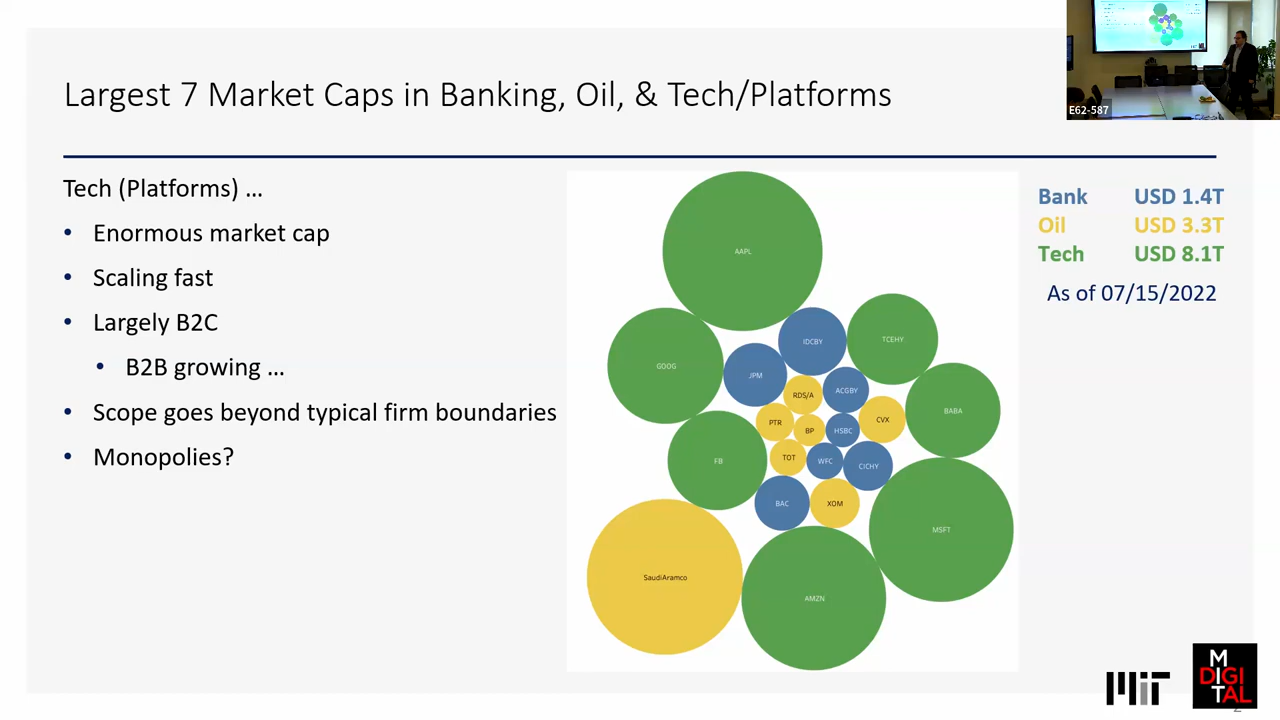 E62-587
Largest 7 Market Caps in Banking, Oil, & Tech/Platforms
Tech (Platforms) ...
• Enormous market cap
• Scaling fast
• Largely B2C
• B2B growing ...
• Scope goes beyond typical firm boundaries
• Monopolies?
AAPL
IDCBY
TCEHY
GOOG
JPM
RDS/A
ACGBY
BABA
PTR
BP
HSBC
CVX
FB
TOT
WFC
CICHY
BAC
XOM
MSFT
SaudiAramco
AMZN
Bank USD 1.4T
Oil USD 3.3T
Tech USD 8.1T
As of 07/15/2022
MIT
M
DIGI
TAL